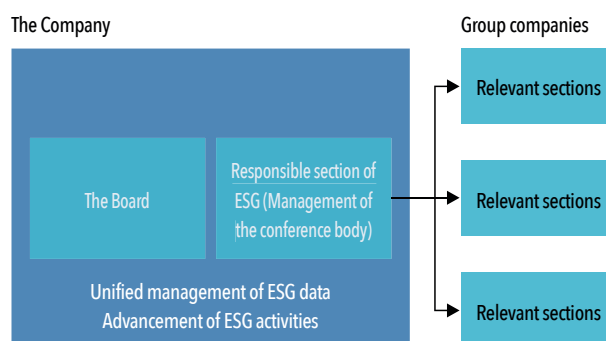 The Company
Group companies
Relevant sections
The Board
Responsible section of
ESG (Management of
the conference body)
Relevant sections
Unified management of ESG data
Advancement of ESG activities
Relevant sections